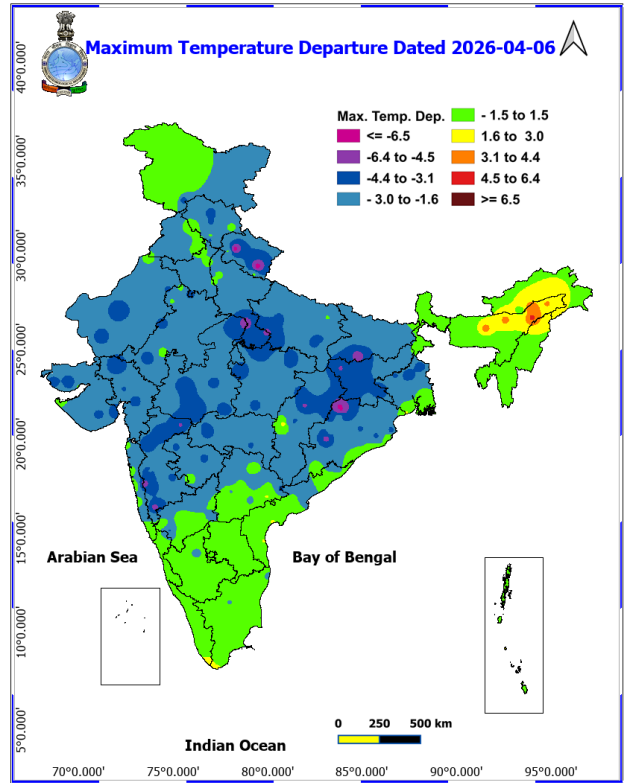 Maximum Temperature Departure Dated 2026-04-06
Max. Temp. Dep.
<= -6.5
-6.4 to -4.5
-4.4 to -3.1
- 3.0 to -1.6
- 1.5 to 1.5
1.6 to 3.0
3.1 to 4.4
4.5 to 6.4
>= 6.5
40°0.000'
35°0.000'
30°0.000'
25°0.000'
20°0.000'
15°0.000'
10°0.000'
5°0.000'
Arabian Sea
Bay of Bengal
Indian Ocean
0 250 500 km
70°0.000' 75°0.000' 80°0.000' 85°0.000' 90°0.000' 95°0.000'